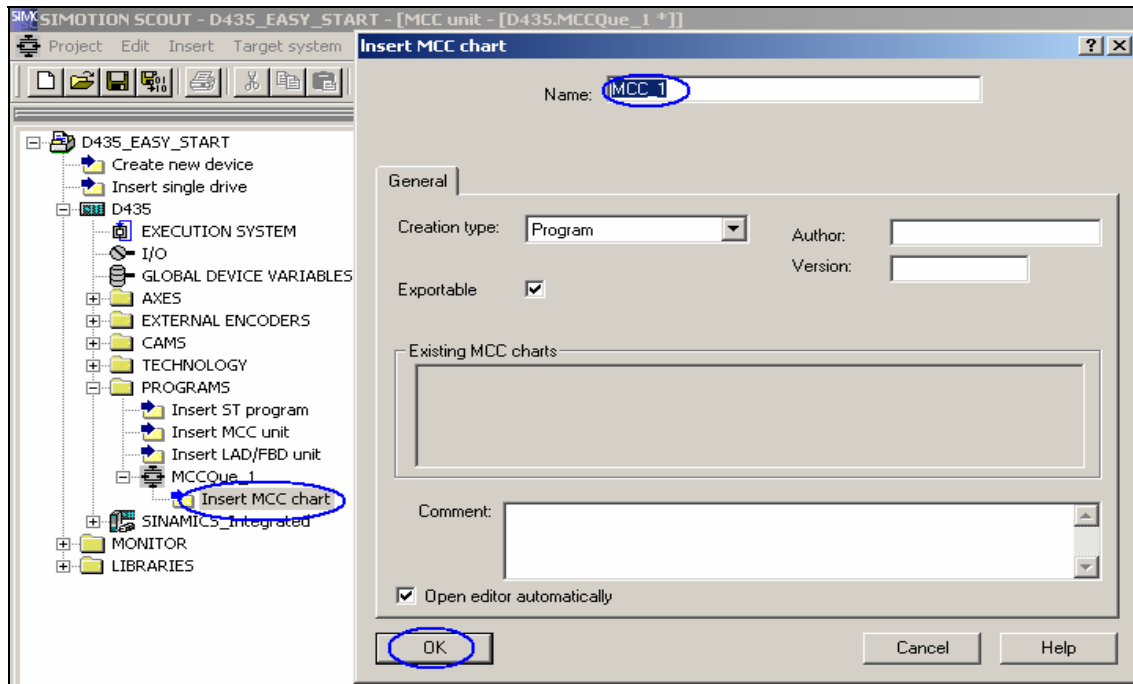 SIMOTION SCOUT - D435_EASY_START - [MCC unit - [D435.MCCQue_1 *]]
Project Edit Insert Target system
D435_EASY_START
Create new device
Insert single drive
D435
EXECUTION SYSTEM
I/O
GLOBAL DEVICE VARIABLES
AXES
EXTERNAL ENCODERS
CAMS
TECHNOLOGY
PROGRAMS
Insert ST program
Insert MCC unit
Insert LAD/FBD unit
MCCQue_1
Insert MCC chart
SINAMICS_Integrated
MONITOR
LIBRARIES
Insert MCC chart
Name: MCC_1
General
Creation type: Program
Author:
Version:
Exportable
Existing MCC charts
Comment:
Open editor automatically
OK Cancel Help